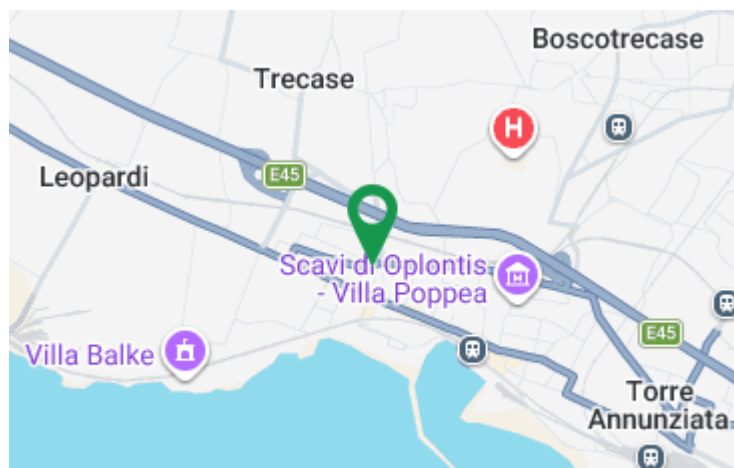 Boscotrecase
Trecase
H
Leopardi
E45
Scavi di Oplontis
- Villa Poppea
E45
Villa Balke
Torre
Annunziata